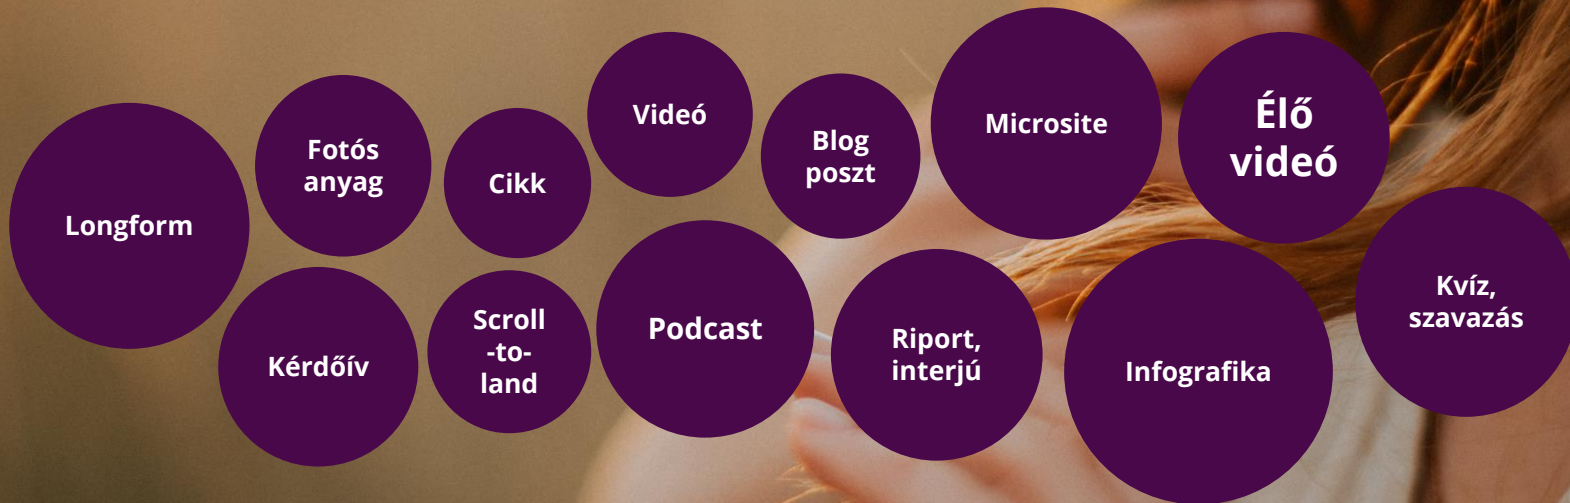 Longform
Fotós
anyag
Cikk
Videó
Blog
poszt
Microsite
Élő
videó
Kérdőív
Scroll
-to-
land
Podcast
Riport,
interjú
Infografika
Kvíz,
szavazás